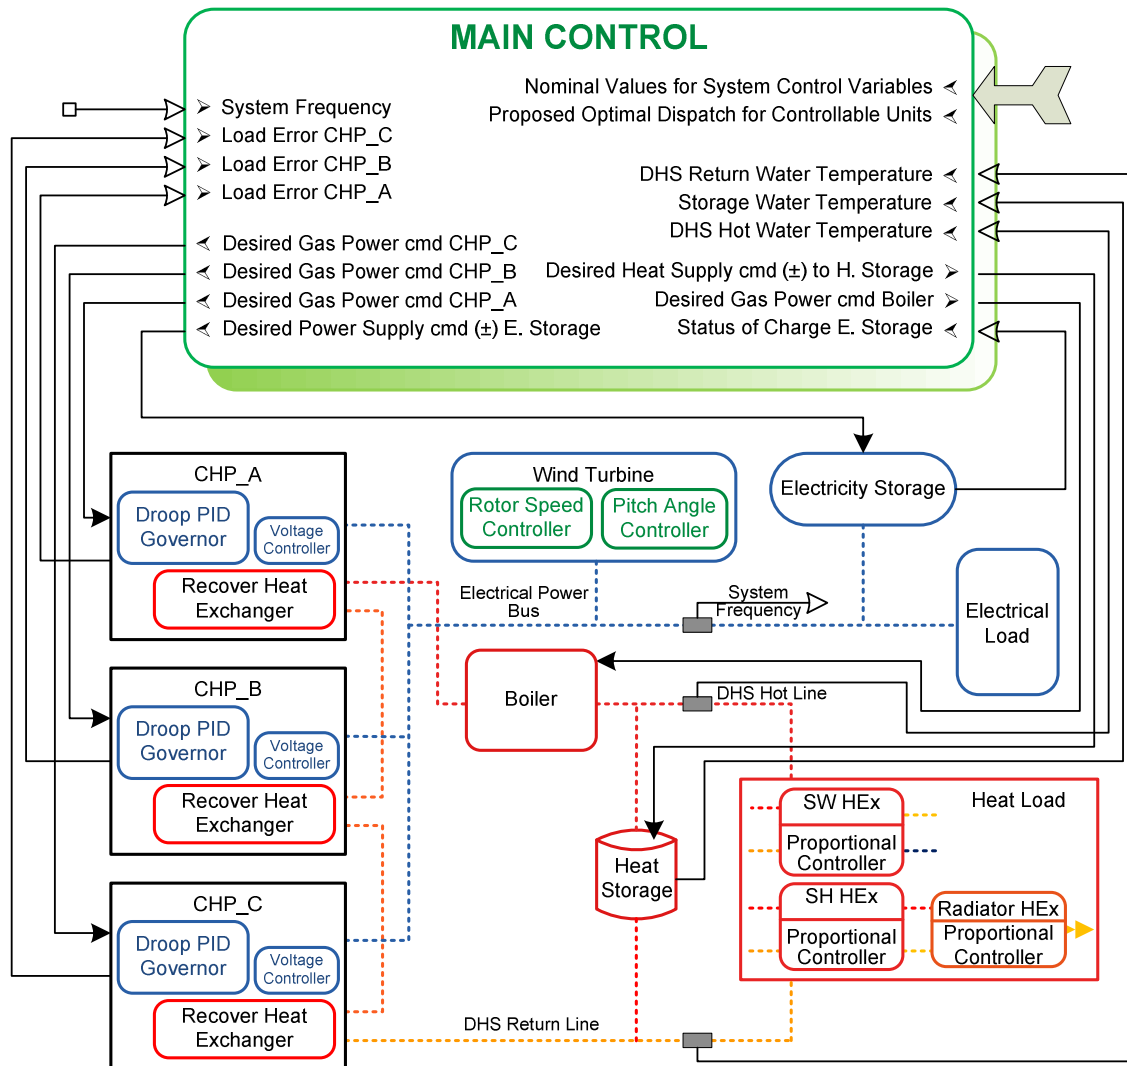 MAIN CONTROL
System Frequency
Load Error CHP_C
Load Error CHP_B
Load Error CHP_A
Desired Gas Power cmd CHP_C
Desired Gas Power cmd CHP_B
Desired Gas Power cmd CHP_A
Desired Power Supply cmd (±) E. Storage
Nominal Values for System Control Variables
Proposed Optimal Dispatch for Controllable Units
DHS Return Water Temperature
Storage Water Temperature
DHS Hot Water Temperature
Desired Heat Supply cmd (±) to H. Storage
Desired Gas Power cmd Boiler
Status of Charge E. Storage
CHP_A
Droop PID
Governor
Voltage
Controller
Recover Heat
Exchanger
Wind Turbine
Rotor Speed
Controller
Pitch Angle
Controller
Electricity Storage
Electrical Power
Bus
System
Frequency
Electrical
Load
CHP_B
Droop PID
Governor
Voltage
Controller
Recover Heat
Exchanger
Boiler
DHS Hot Line
Heat
Storage
SW HEx
Proportional
Controller
Heat Load
SH HEx
Proportional
Controller
Radiator HEx
Proportional
Controller
CHP_C
Droop PID
Governor
Voltage
Controller
Recover Heat
Exchanger
DHS Return Line